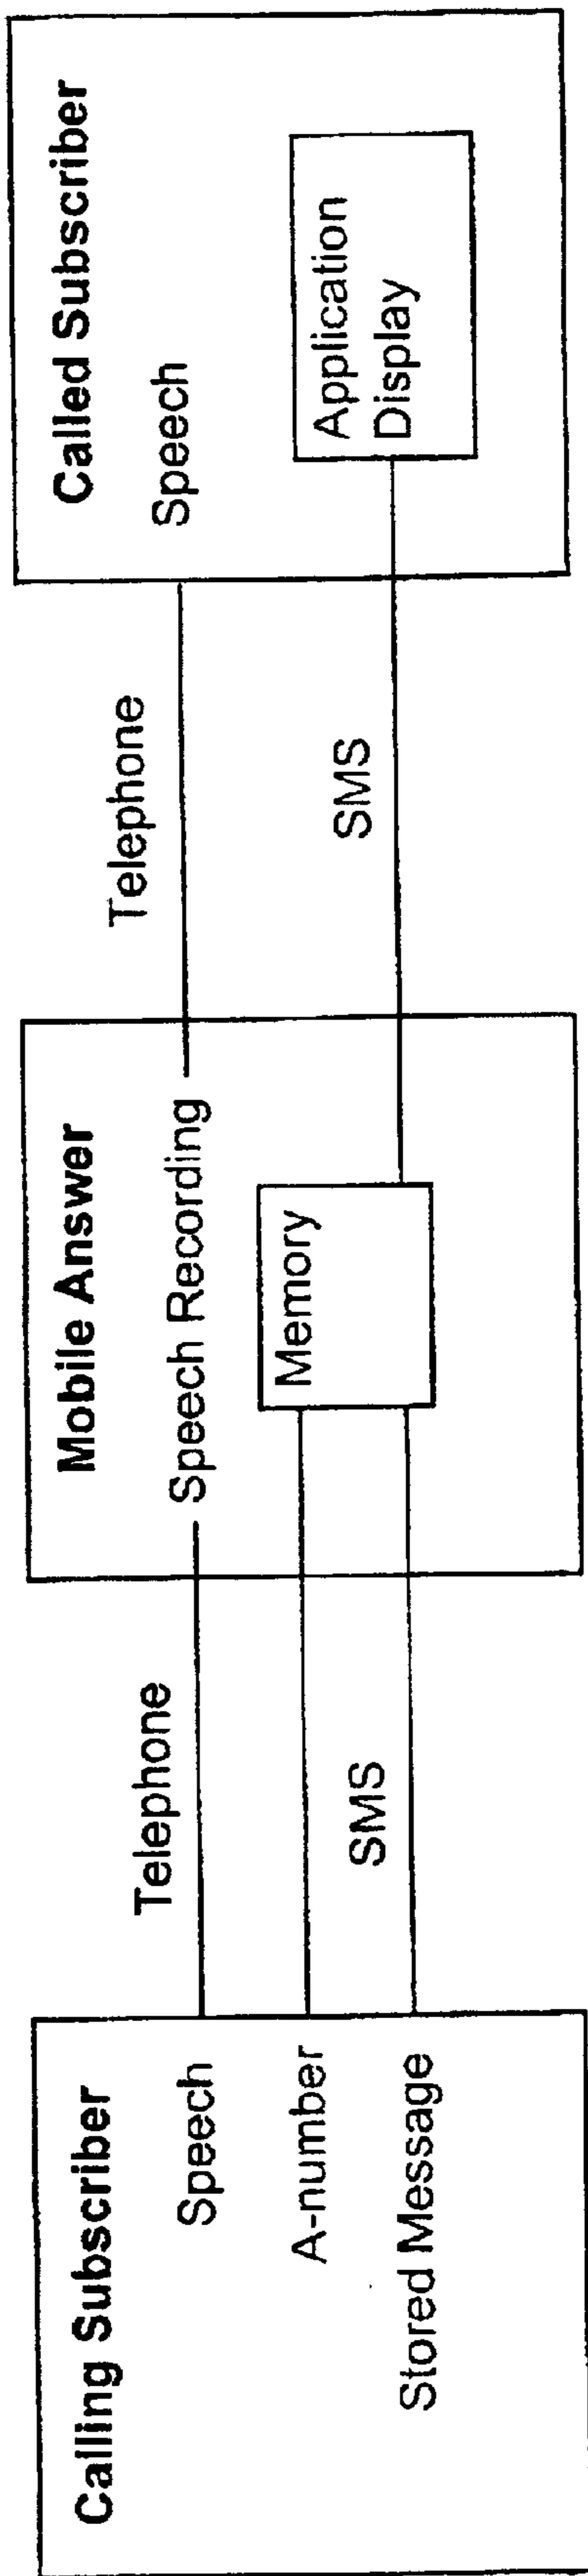 Calling Subscriber
Speech
A-number
Stored Message
Telephone
SMS
Mobile Answer
Speech Recording
Memory
Telephone
SMS
Called Subscriber
Speech
Application
Display